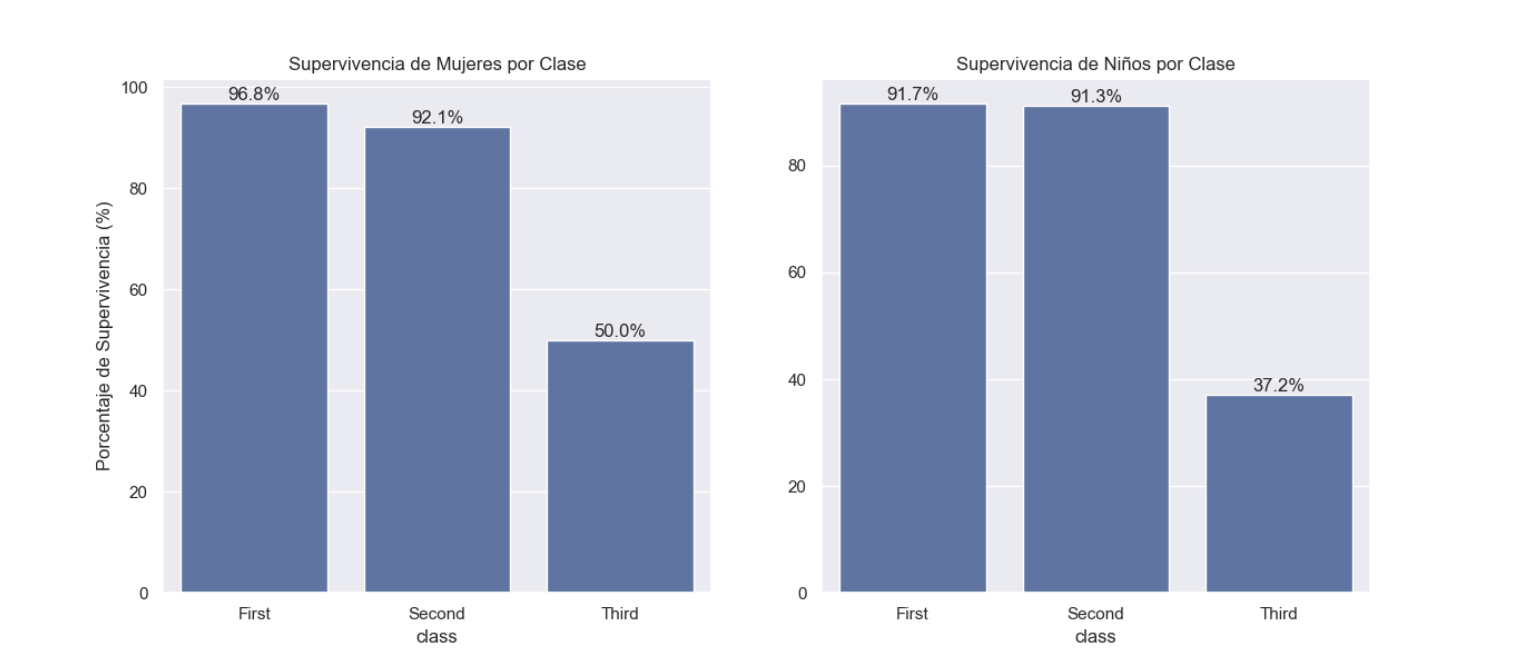 Supervivencia de Mujeres por Clase
100
80
60
40
20
0
Porcentaje de Supervivencia (%)
96.8%
92.1%
50.0%
First
Second
Third
class
Supervivencia de Niños por Clase
80
60
40
20
0
91.7%
91.3%
37.2%
First
Second
Third
class